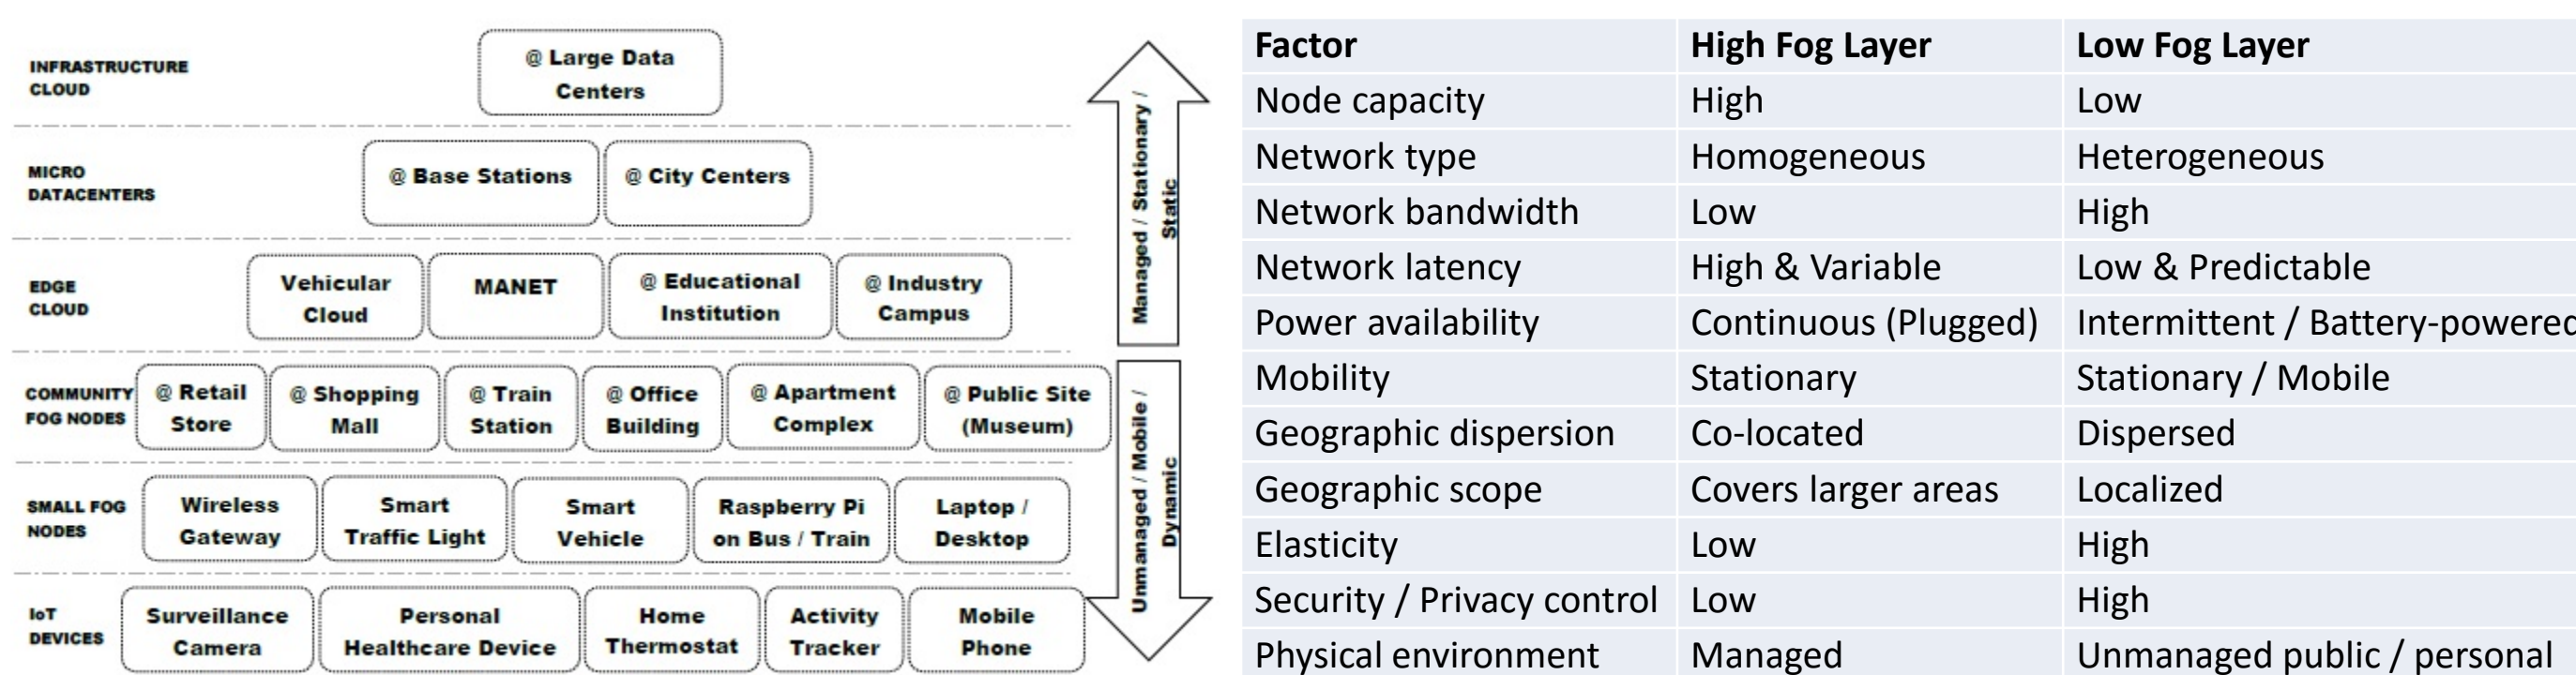 INFRASTRUCTURE
CLOUD
@ Large Data
Centers
MICRO
DATACENTERS
@ Base Stations
@ City Centers
EDGE
CLOUD
Vehicular
Cloud
MANET
@ Educational
Institution
@ Industry
Campus
COMMUNITY
FOG NODES
@ Retail
Store
@ Shopping
Mall
@ Train
Station
@ Office
Building
@ Apartment
Complex
@ Public Site
(Museum)
SMALL FOG
NODES
Wireless
Gateway
Smart
Traffic Light
Smart
Vehicle
Raspberry Pi
on Bus / Train
Laptop /
Desktop
IoT
DEVICES
Surveillance
Camera
Personal
Healthcare Device
Home
Thermostat
Activity
Tracker
Mobile
Phone
Managed / Stationary /
Static
Unmanaged / Mobile /
Dynamic
Factor High Fog Layer Low Fog Layer
Node capacity High Low
Network type Homogeneous Heterogeneous
Network bandwidth Low High
Network latency High & Variable Low & Predictable
Power availability Continuous (Plugged) Intermittent / Battery-powered
Mobility Stationary Stationary / Mobile
Geographic dispersion Co-located Dispersed
Geographic scope Covers larger areas Localized
Elasticity Low High
Security / Privacy control Low High
Physical environment Managed Unmanaged public / personal